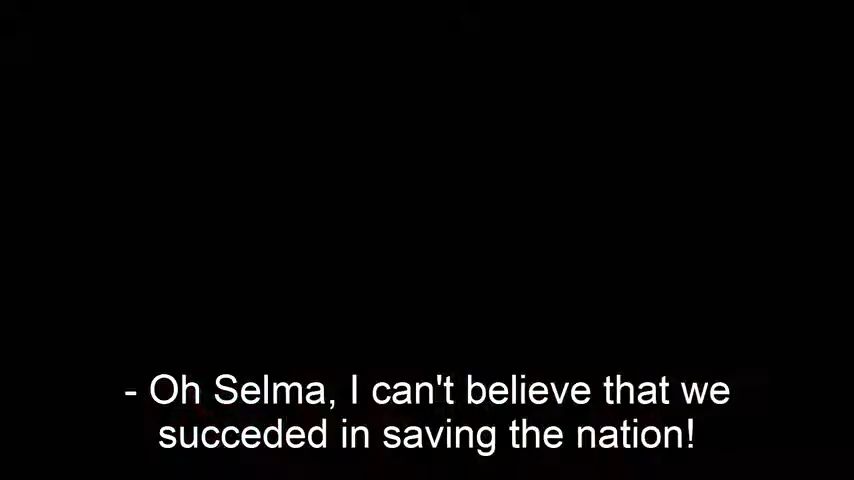 - Oh Selma, I can't believe that we
succeded in saving the nation!